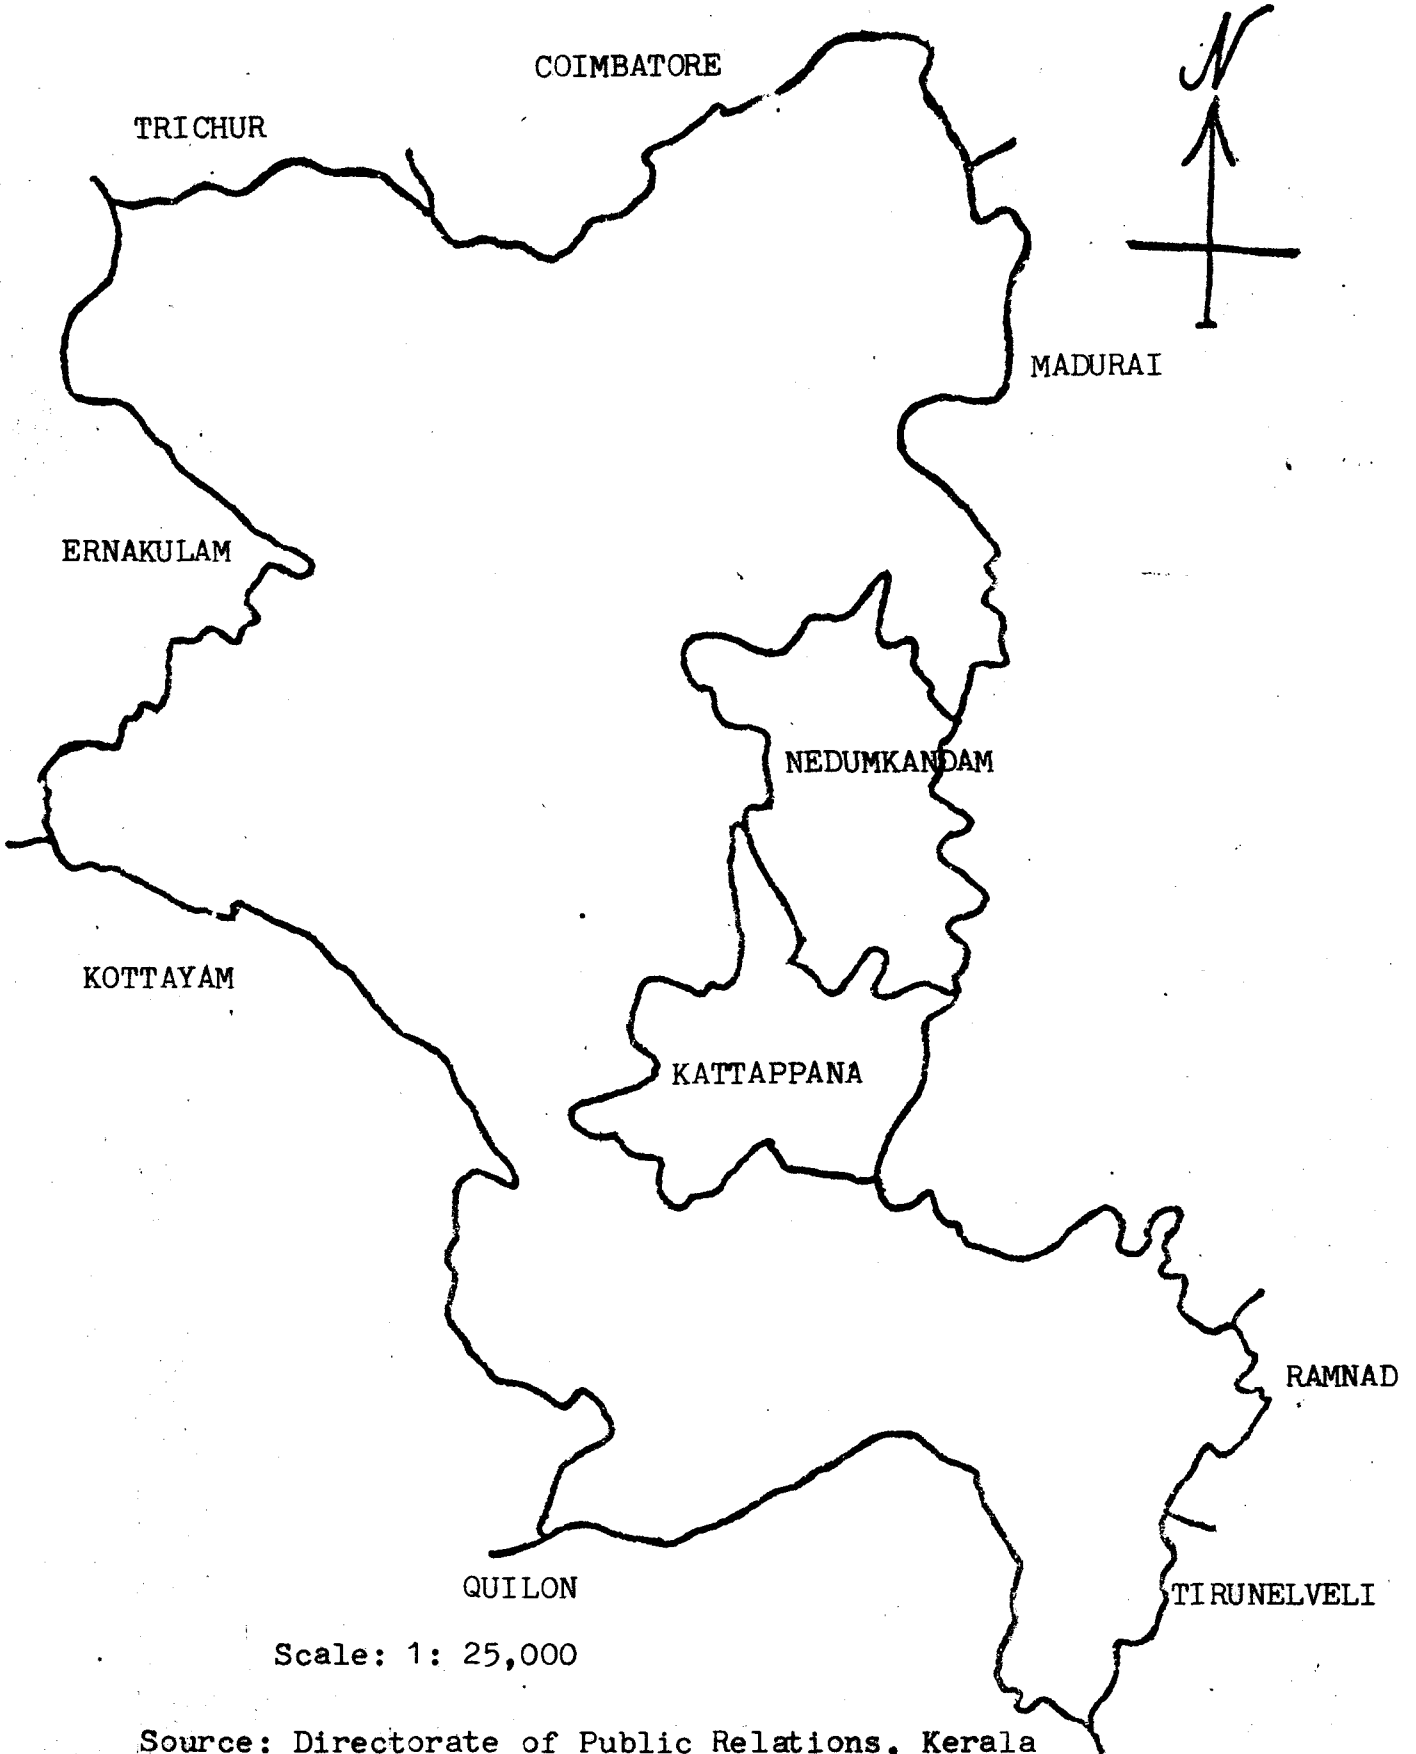 N
COIMBATORE
TRICHUR
MADURAI
ERNAKULAM
NEDUMKANDAM
KOTTAYAM
KATTAPPANA
RAMNAD
QUILON
TIRUNELVELI
Scale: 1: 25,000
Source: Directorate of Public Relations. Kerala